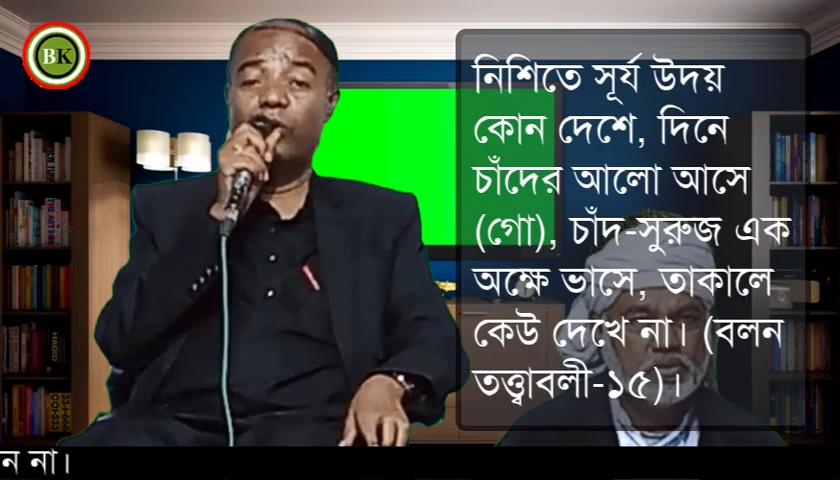 BK
নিশিতে সূর্য উদয়
কোন দেশে, দিনে
চাঁদের আলো আসে
(গো), চাঁদ-সুরুজ এক
অক্ষে ভাসে, তাকালে
কেউ দেখে না। (বলন
তত্ত্বাবলী-১৫)।
ন না।